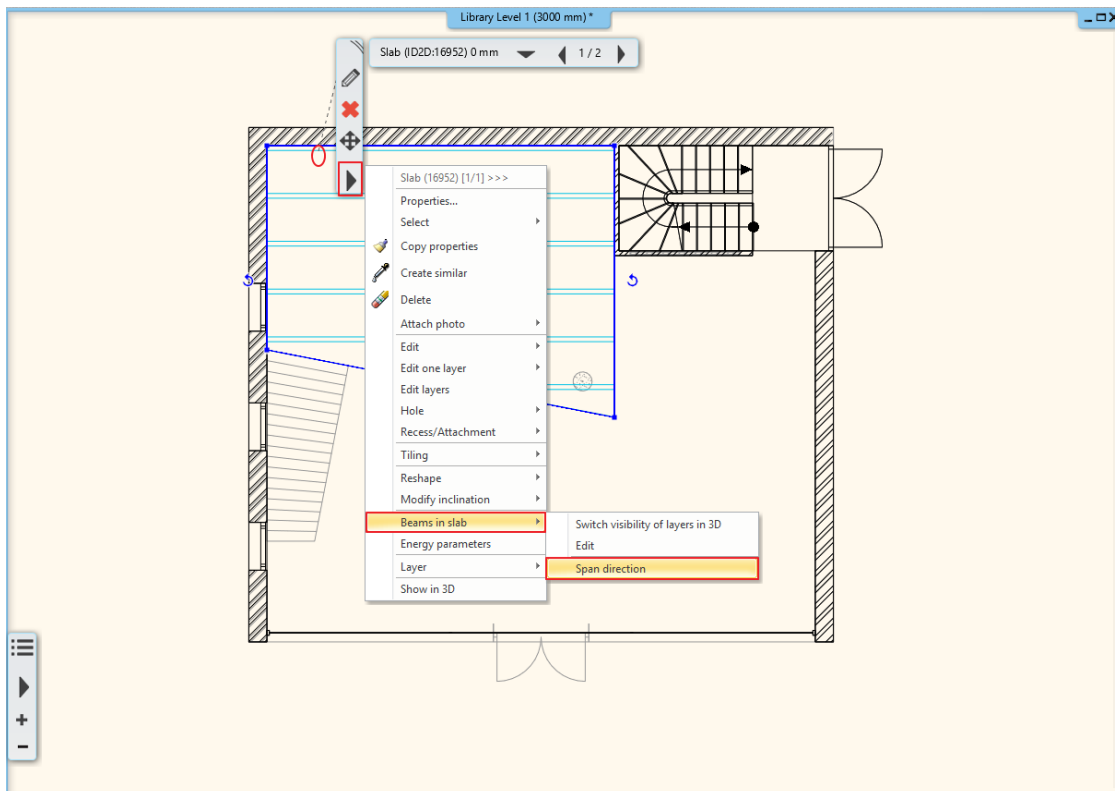 Library Level 1 (3000 mm) *
Slab (ID2D:16952) 0 mm
1 / 2
Slab (16952) [1/1] >>>
Properties...
Select
Copy properties
Create similar
Delete
Attach photo
Edit
Edit one layer
Edit layers
Hole
Recess/Attachment
Tiling
Reshape
Modify inclination
Beams in slab
Energy parameters
Layer
Show in 3D
Switch visibility of layers in 3D
Edit
Span direction